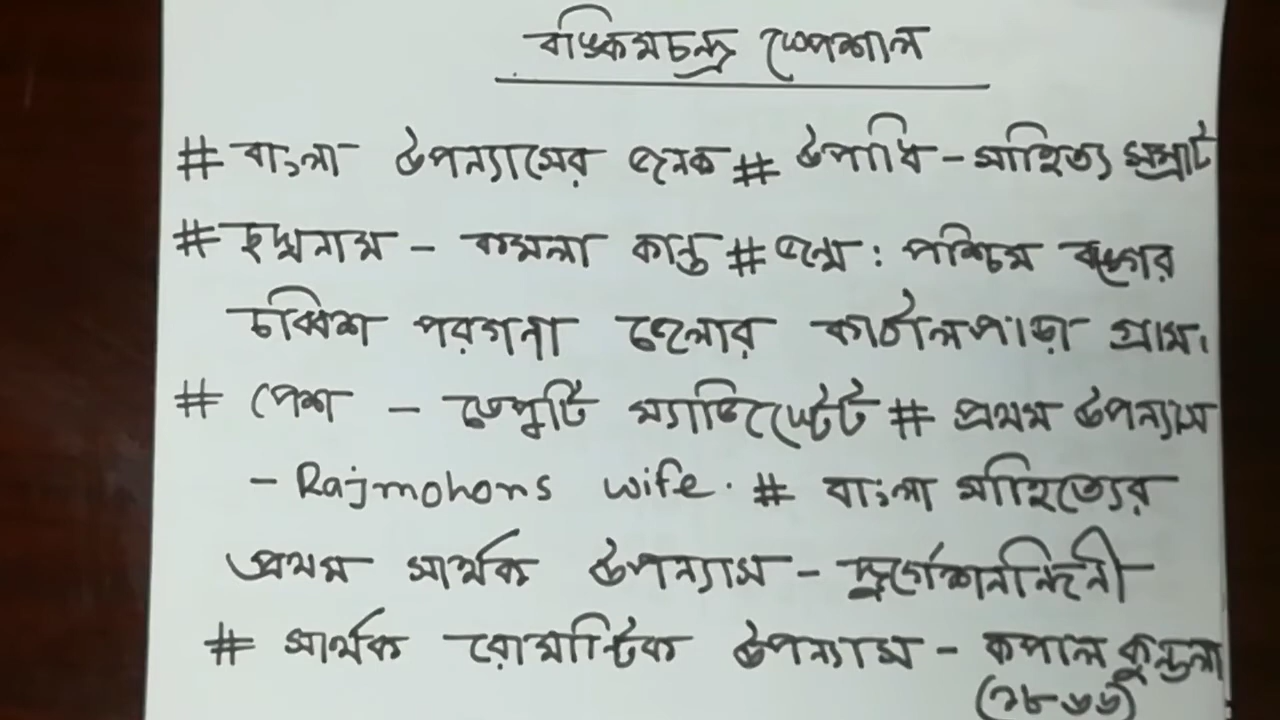 বঙ্কিমচন্দ্র স্পেশাল
# বাংলা উপন্যাসের জনক # উপাধি - সাহিত্য সম্রাট
# ছদ্মনাম - কমলা কান্ত # জন্ম : পশ্চিম বঙ্গের
চব্বিশ পরগনা জেলার কাঠালপাড়া গ্রাম।
# পেশ - ডেপুটি ম্যাজিস্ট্রেট # প্রথম উপন্যাস
- Rajmohons wife. # বাংলা সাহিত্যের
প্রথম সার্থক উপন্যাস - দুর্গেশনন্দিনী
# সার্থক রোমান্টিক উপন্যাস - কপাল কুন্ডলা
(১৮৬৬)